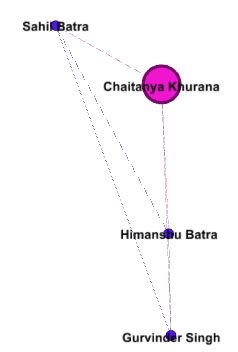 Sahil Batra
Chaitanya Khurana
Himanshu Batra
Gurvinder Singh